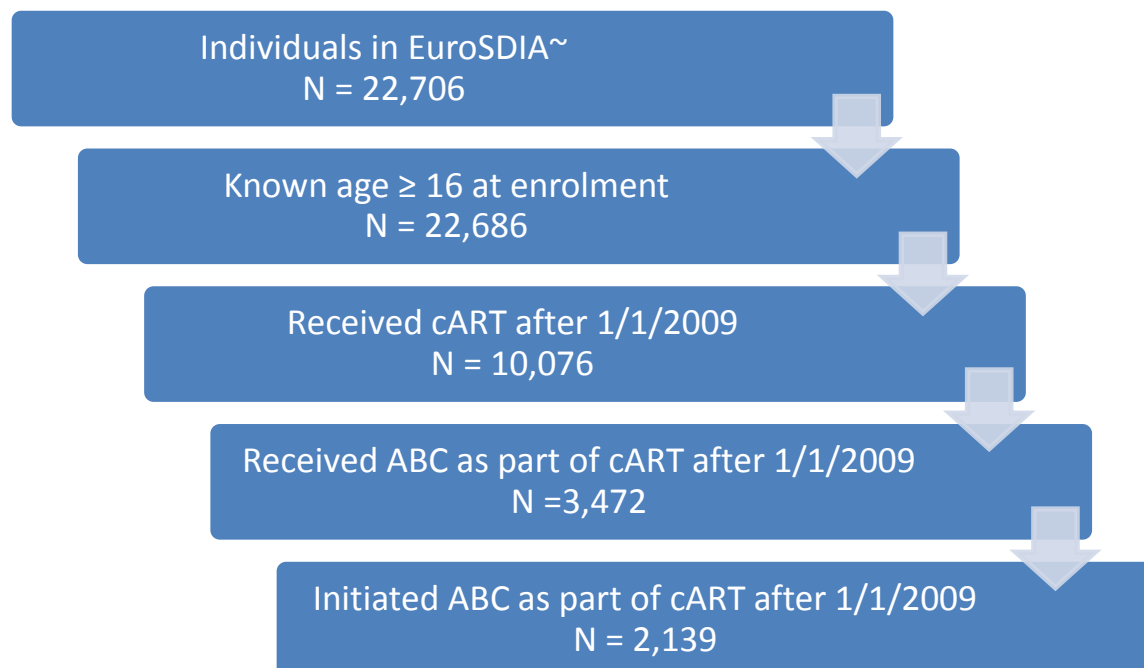 Individuals in EuroSDIA~
N = 22,706
Known age ≥ 16 at enrolment
N = 22,686
Received cART after 1/1/2009
N = 10,076
Received ABC as part of cART after 1/1/2009
N =3,472
Initiated ABC as part of cART after 1/1/2009
N = 2,139